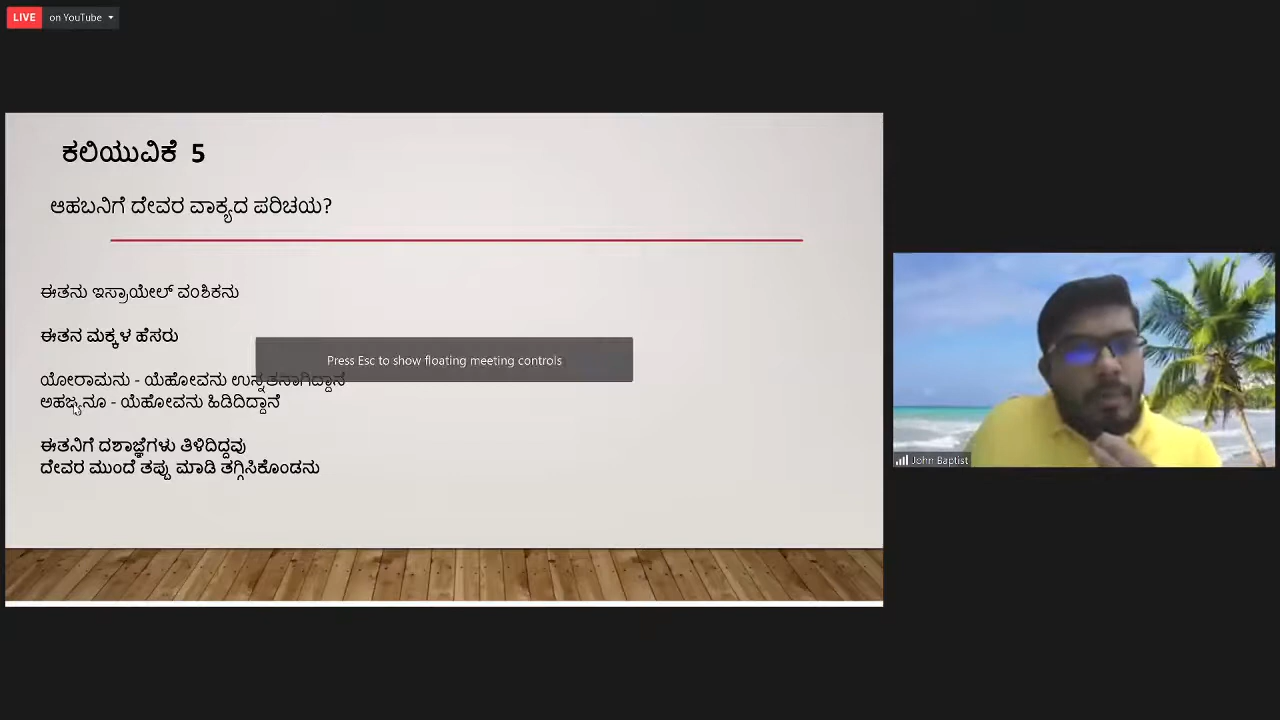 LIVE on YouTube
ಕಲಿಯುವಿಕೆ 5
ಆಹಬನಿಗೆ ದೇವರ ವಾಕ್ಯದ ಪರಿಚಯ?
ಈತನು ಇಸ್ರಾಯೇಲ್ ವಂಶಿಕನು
ಈತನ ಮಕ್ಕಳ ಹೆಸರು
Press Esc to show floating meeting controls
ಯೋರಾಮನು - ಯೆಹೋವನು ಉನ್ನತನಾಗಿದ್ದಾನೆ
ಅಹಜ್ಯನೂ - ಯೆಹೋವನು ಹಿಡಿದಿದ್ದಾನೆ
ಈತನಿಗೆ ದಶಾಜ್ಞೆಗಳು ತಿಳಿದಿದ್ದವು
ದೇವರ ಮುಂದೆ ತಪ್ಪು ಮಾಡಿ ತಗ್ಗಿಸಿಕೊಂಡನು
John Baptist